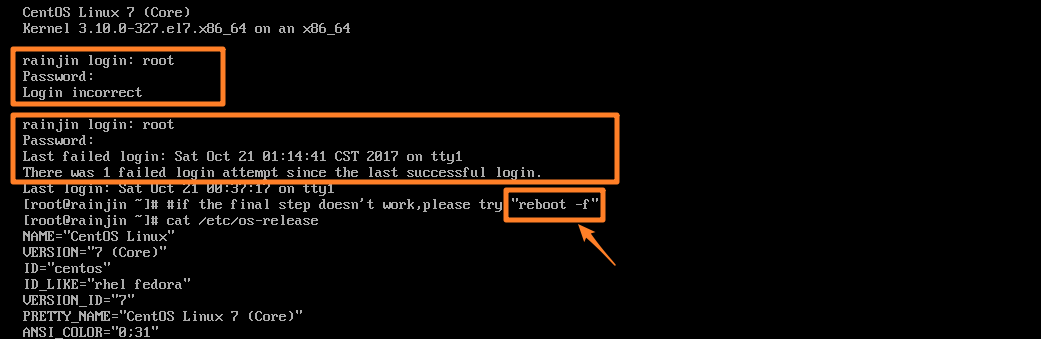 CentOS Linux 7 (Core)
Kernel 3.10.0-327.el7.x86_64 on an x86_64
rainjin login: root
Password:
Login incorrect
rainjin login: root
Password:
Last failed login: Sat Oct 21 01:14:41 CST 2017 on tty1
There was 1 failed login attempt since the last successful login.
Last login: Sat Oct 21 00:37:17 on tty1
[root@rainjin ~]# #if the final step doesn't work,please try "reboot -f"
[root@rainjin ~]# cat /etc/os-release
NAME="CentOS Linux"
VERSION="7 (Core)"
ID="centos"
ID_LIKE="rhel fedora"
VERSION_ID="7"
PRETTY_NAME="CentOS Linux 7 (Core)"
ANSI_COLOR="0;31"